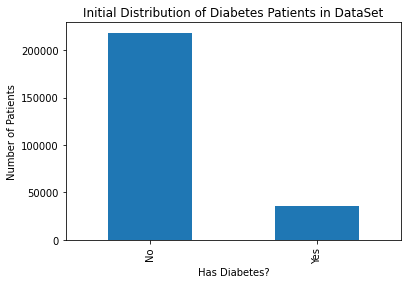 Initial Distribution of Diabetes Patients in DataSet
200000
150000
100000
50000
0
Number of Patients
No
Yes
Has Diabetes?